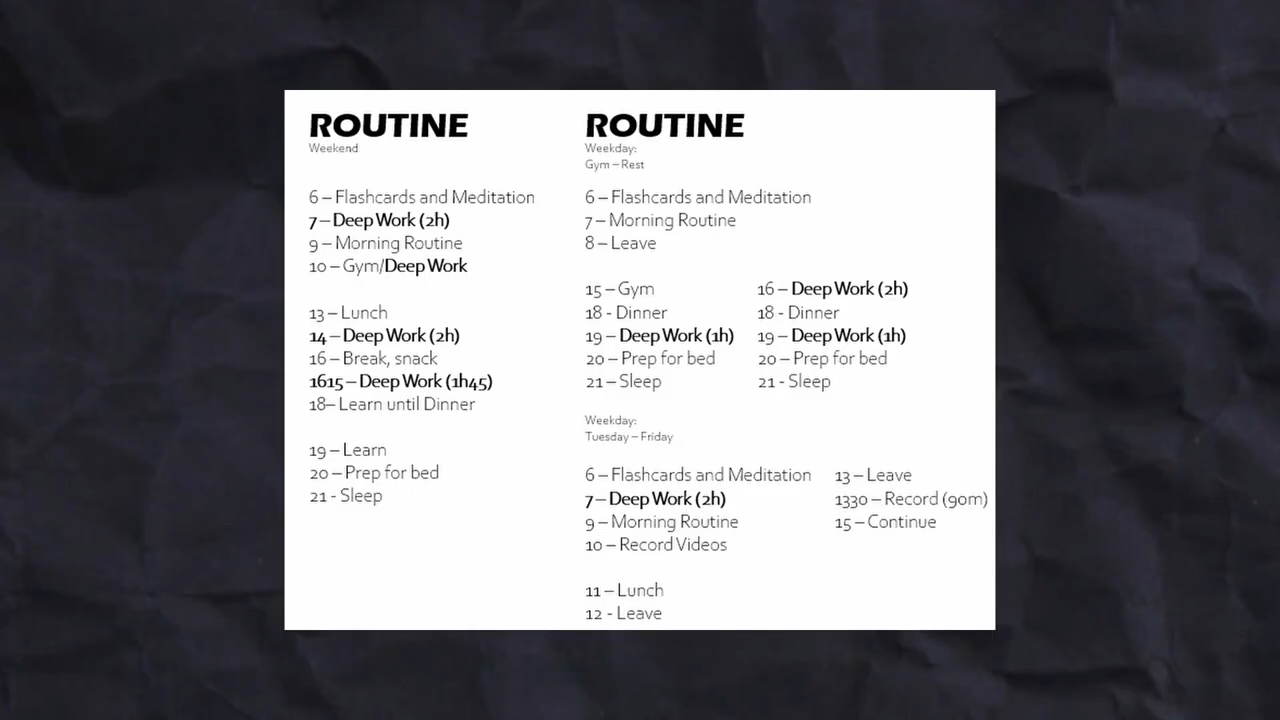 ROUTINE
Weekend
6 – Flashcards and Meditation
7 – Deep Work (2h)
9 – Morning Routine
10 – Gym/Deep Work
13 – Lunch
14 – Deep Work (2h)
16 – Break, snack
1615 – Deep Work (1h45)
18– Learn until Dinner
19 – Learn
20 – Prep for bed
21 - Sleep
ROUTINE
Weekday:
Gym – Rest
6 – Flashcards and Meditation
7 – Morning Routine
8 – Leave
15 – Gym
18 - Dinner
19 – Deep Work (1h)
20 – Prep for bed
21 – Sleep
16 – Deep Work (2h)
18 - Dinner
19 – Deep Work (1h)
20 – Prep for bed
21 - Sleep
Weekday:
Tuesday – Friday
6 – Flashcards and Meditation
7 – Deep Work (2h)
9 – Morning Routine
10 – Record Videos
11 – Lunch
12 - Leave
13 – Leave
1330 – Record (90m)
15 – Continue